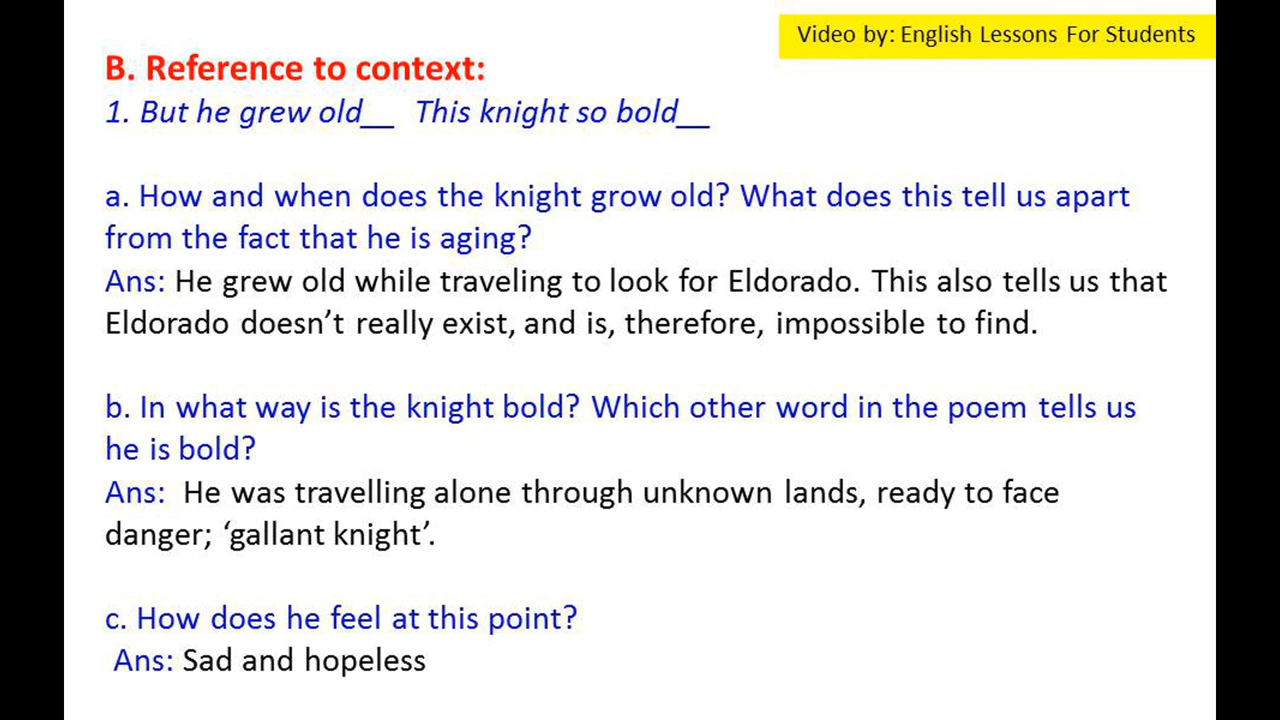 Video by: English Lessons For Students
B. Reference to context:
1. But he grew old__  This knight so bold__
a. How and when does the knight grow old? What does this tell us apart
from the fact that he is aging?
Ans: He grew old while traveling to look for Eldorado. This also tells us that
Eldorado doesn’t really exist, and is, therefore, impossible to find.
b. In what way is the knight bold? Which other word in the poem tells us
he is bold?
Ans:  He was travelling alone through unknown lands, ready to face
danger; ‘gallant knight’.
c. How does he feel at this point?
Ans: Sad and hopeless